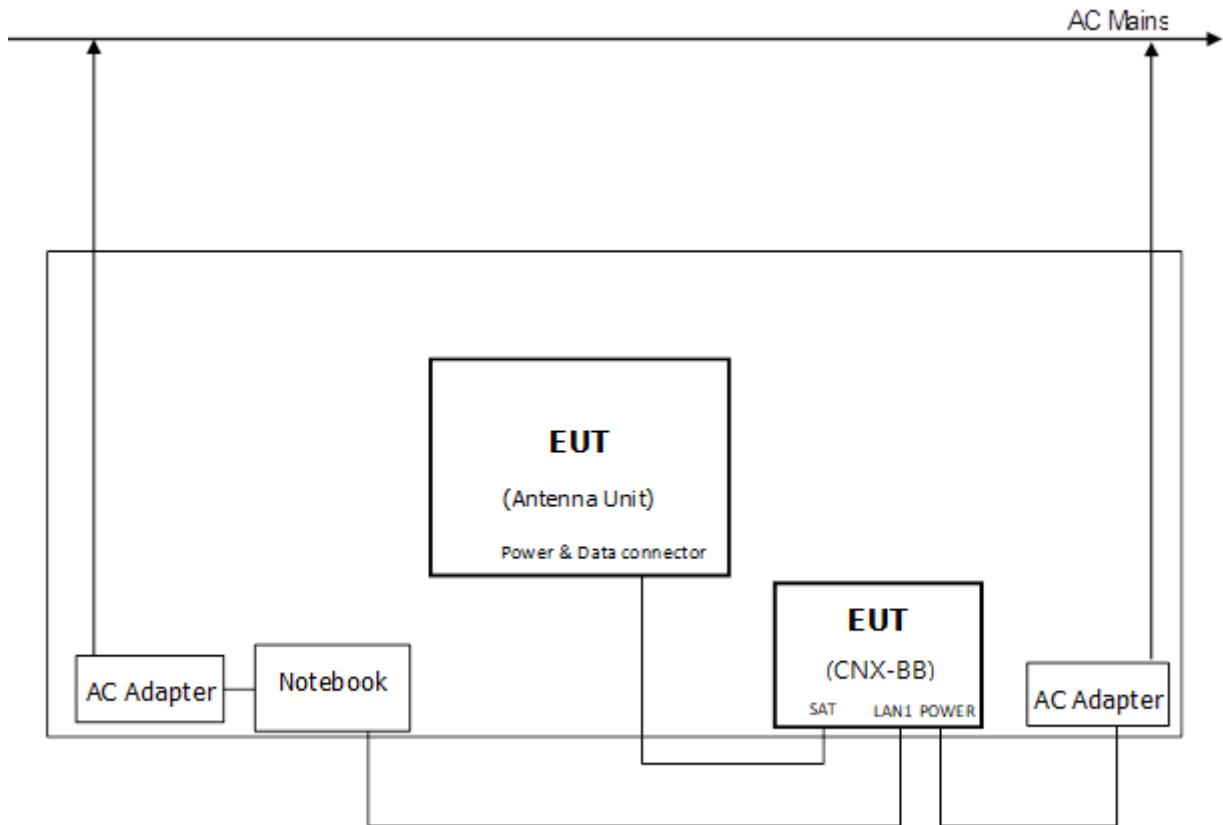 AC Mains
EUT
(Antenna Unit)
Power & Data connector
EUT
(CNX-BB)
SAT LAN1 POWER
AC Adapter
Notebook
AC Adapter